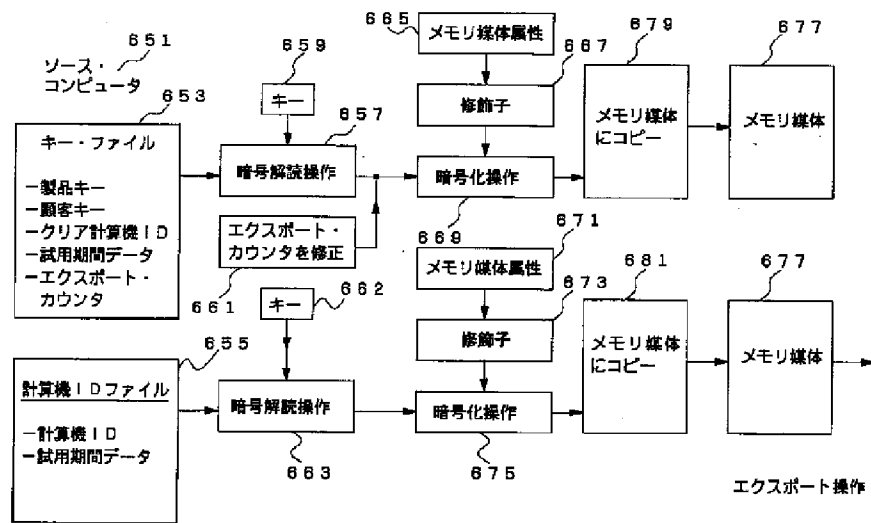 651
ソース・
コンピュータ
653
キー・ファイル
－製品キー
－顧客キー
－クリア計算機ID
－試用期間データ
－エクスポート・
カウンタ
659
キー
657
暗号解読操作
エクスポート・
カウンタを修正
661
665
メモリ媒体属性
667
修飾子
暗号化操作
669
679
メモリ媒体
にコピー
677
メモリ媒体
655
計算機IDファイル
－計算機ID
－試用期間データ
662
キー
暗号解読操作
663
671
メモリ媒体属性
673
修飾子
暗号化操作
675
681
メモリ媒体
にコピー
677
メモリ媒体
エクスポート操作